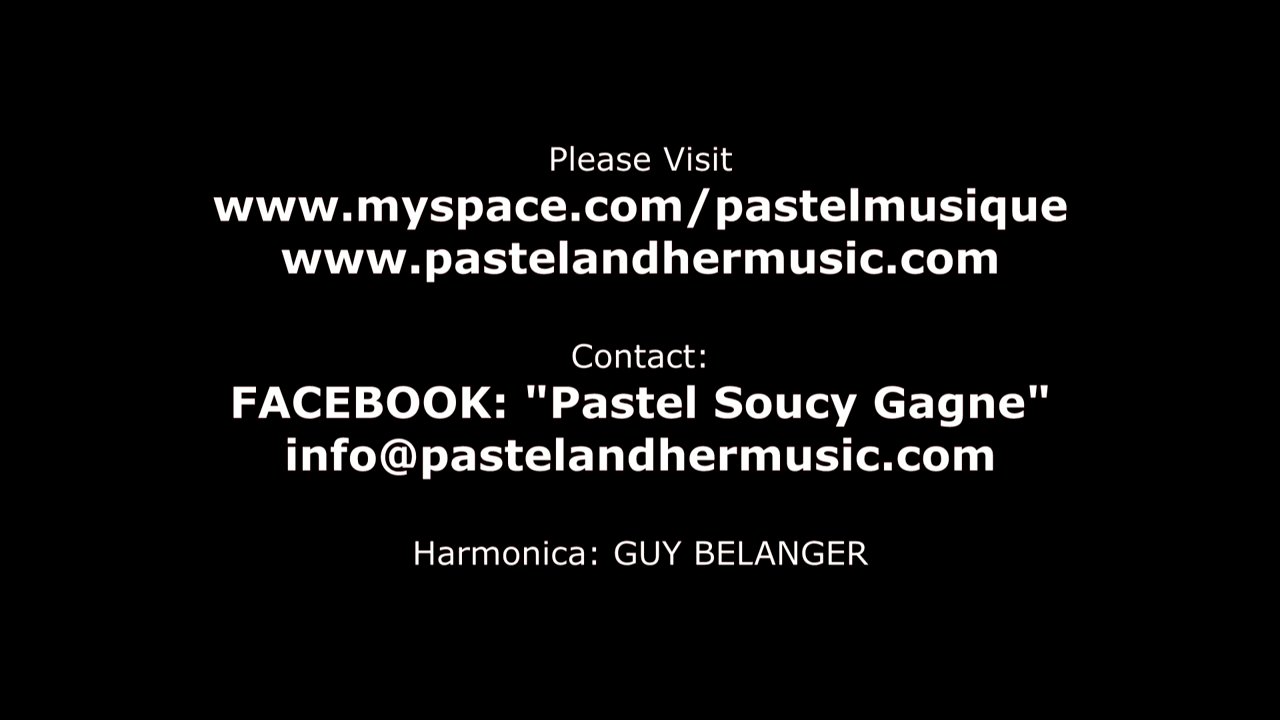 Please Visit
www.myspace.com/pastelmusique
www.pastelandhermusic.com
Contact:
FACEBOOK: "Pastel Soucy Gagne"
info@pastelandhermusic.com
Harmonica: GUY BELANGER